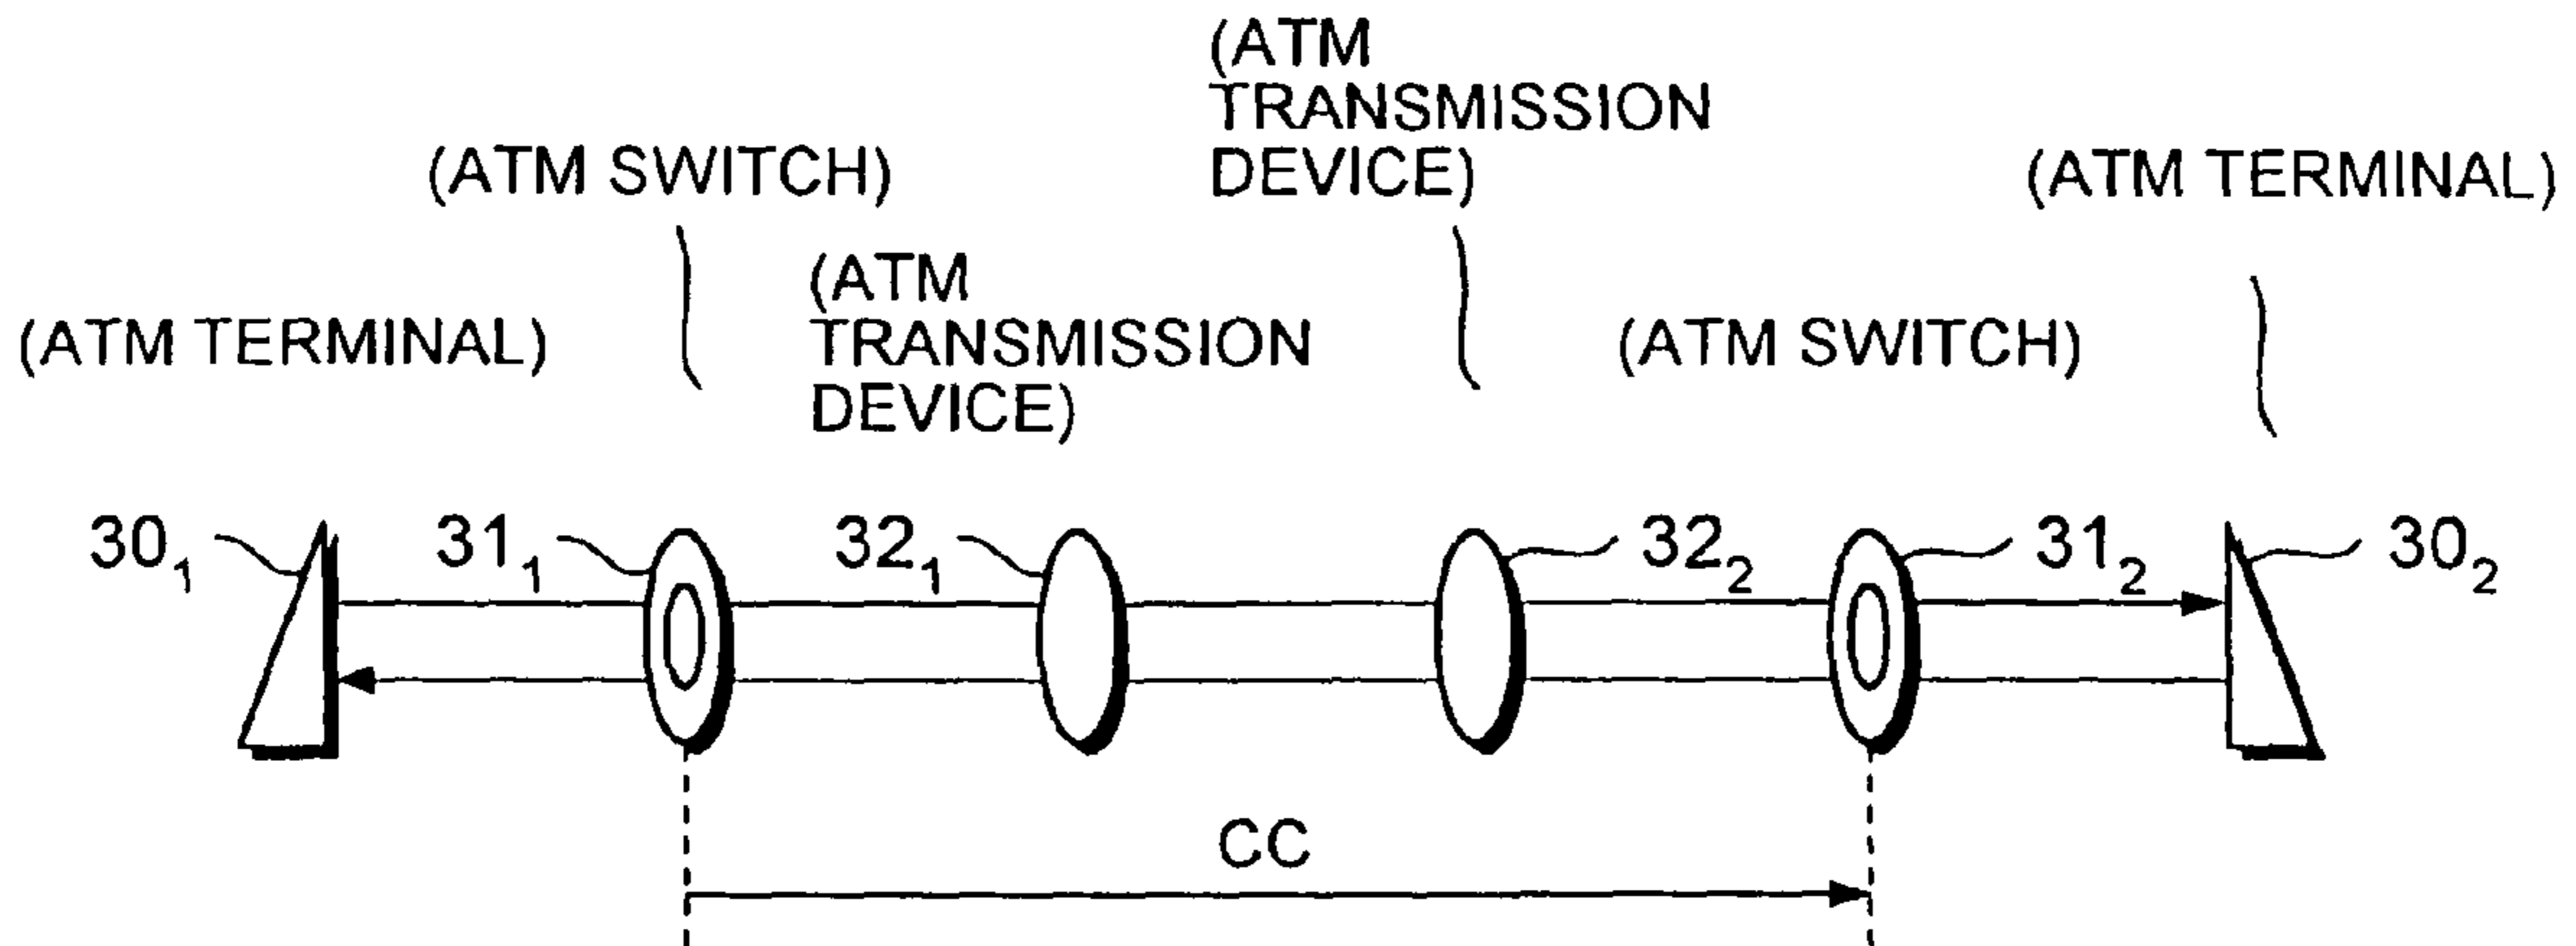 (ATM
TRANSMISSION
DEVICE)
(ATM SWITCH)
(ATM TERMINAL)
(ATM
TRANSMISSION
DEVICE)
(ATM TERMINAL)
(ATM SWITCH)
30₁
31₁
32₁
32₂
31₂
30₂
CC